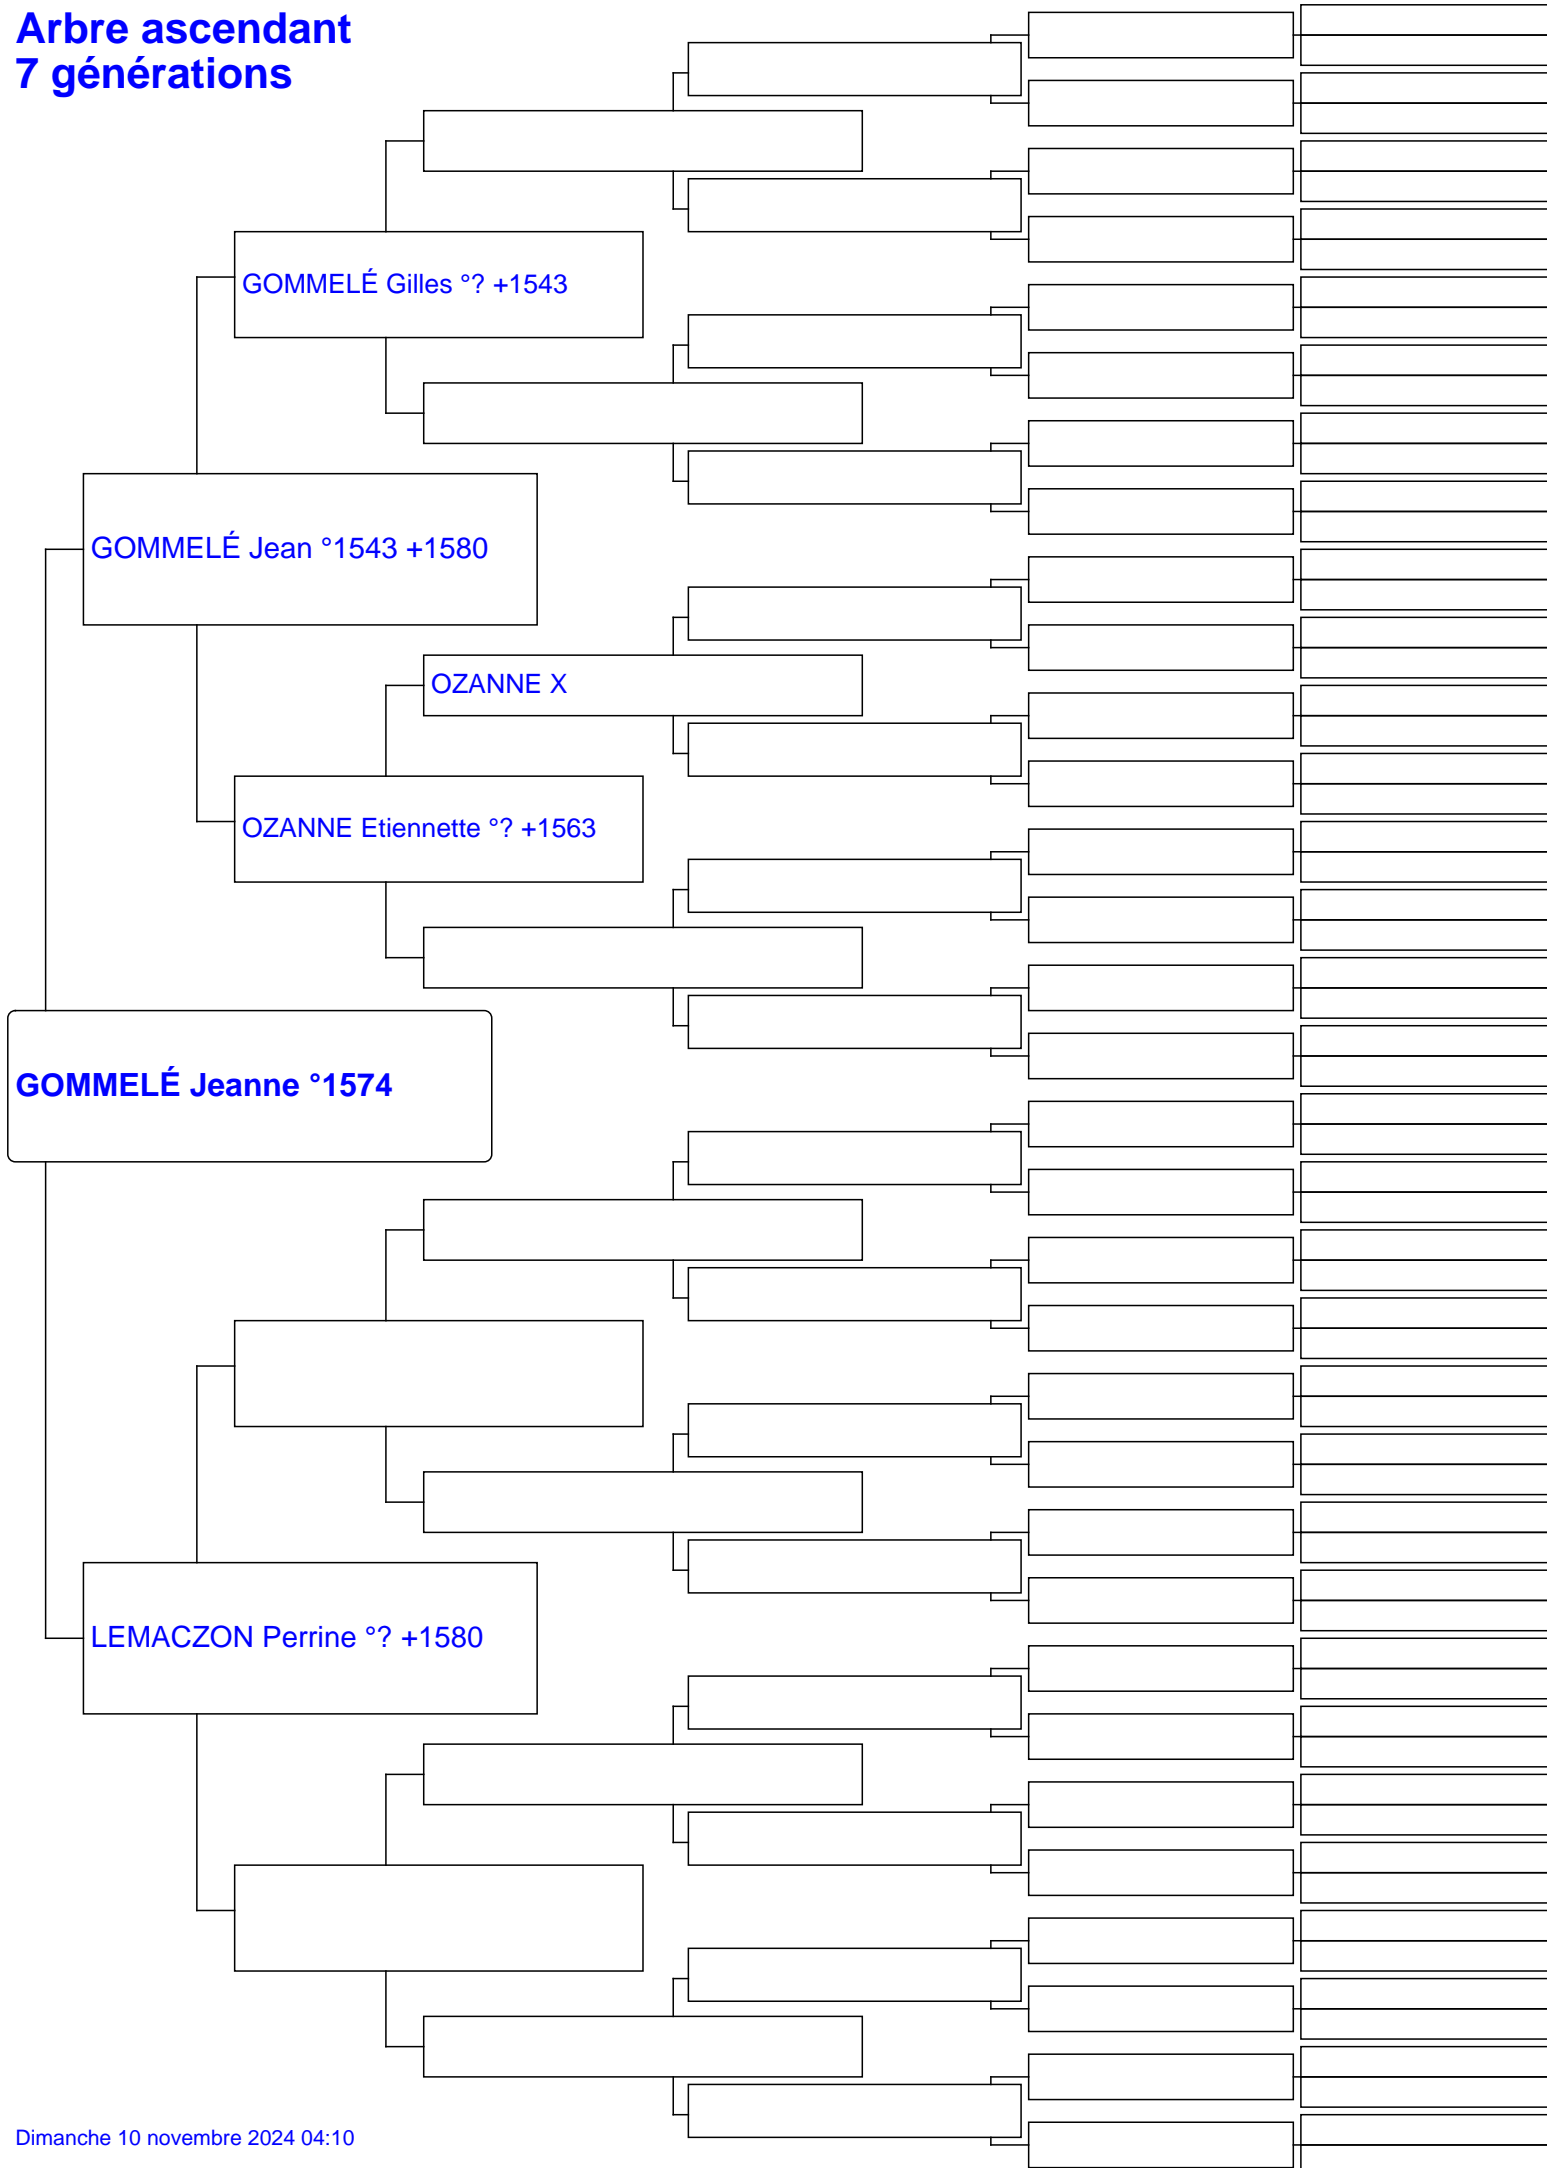 Arbre ascendant
7 générations
GOMMELÉ Gilles °? +1543
GOMMELÉ Jean °1543 +1580
OZANNE X
OZANNE Etiennette °? +1563
GOMMELÉ Jeanne °1574
LEMACZON Perrine °? +1580
Dimanche 10 novembre 2024 04:10